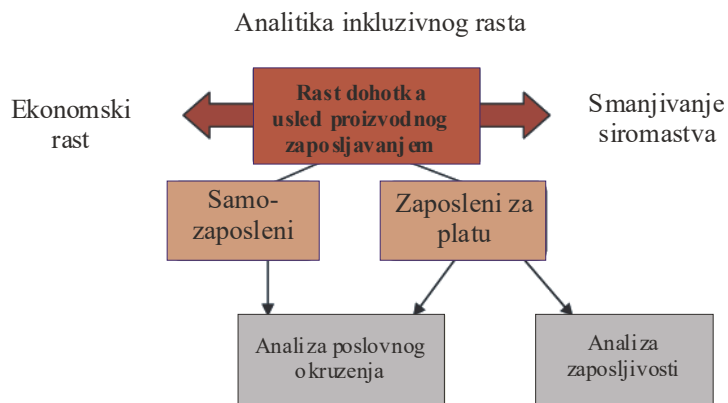 Analitika inkluzivnog rasta
Ekonomski
rast
Rast dohotka
usled proizvodnog
zaposljavanjem
Smanjivanje
siromastva
Samo-
zaposleni
Zaposleni za
platu
Analiza poslovnog
okruzenja
Analiza
zaposljivosti